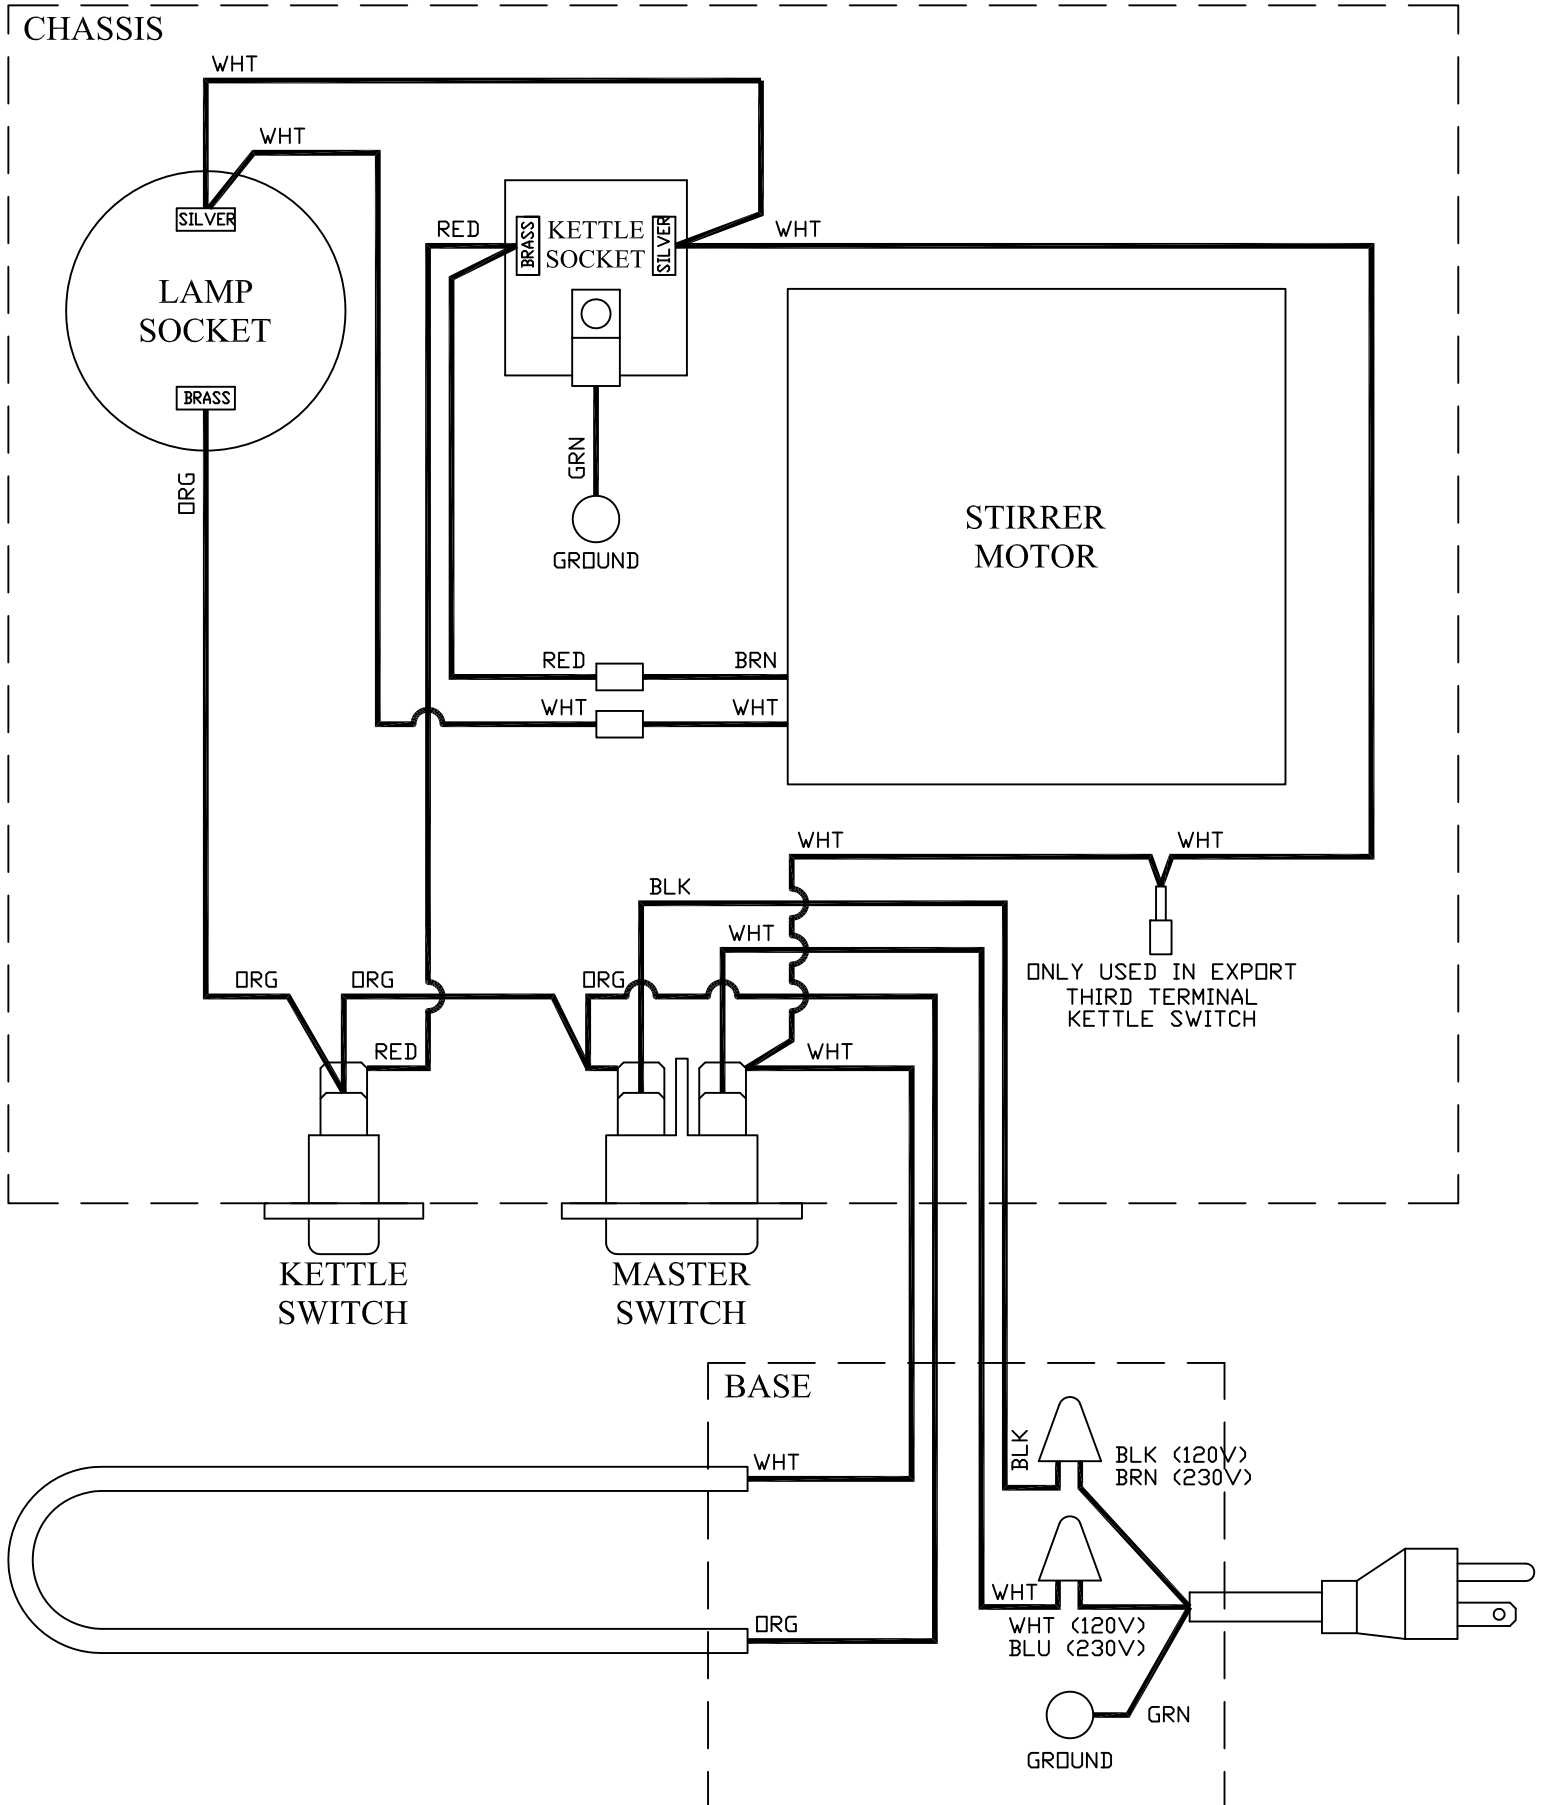 CHASSIS
WHT
WHT
SILVER
LAMP
SOCKET
BRASS
ORG
RED
BRASS
KETTLE
SOCKET
SILVER
WHT
GRN
GROUND
STIRRER
MOTOR
RED
BRN
WHT
WHT
WHT
WHT
BLK
WHT
ORG
ORG
ORG
ONLY USED IN EXPORT
THIRD TERMINAL
KETTLE SWITCH
RED
WHT
KETTLE
SWITCH
MASTER
SWITCH
BASE
WHT
BLK
BLK (120V)
BRN (230V)
WHT
WHT (120V)
BLU (230V)
ORG
GRN
GROUND